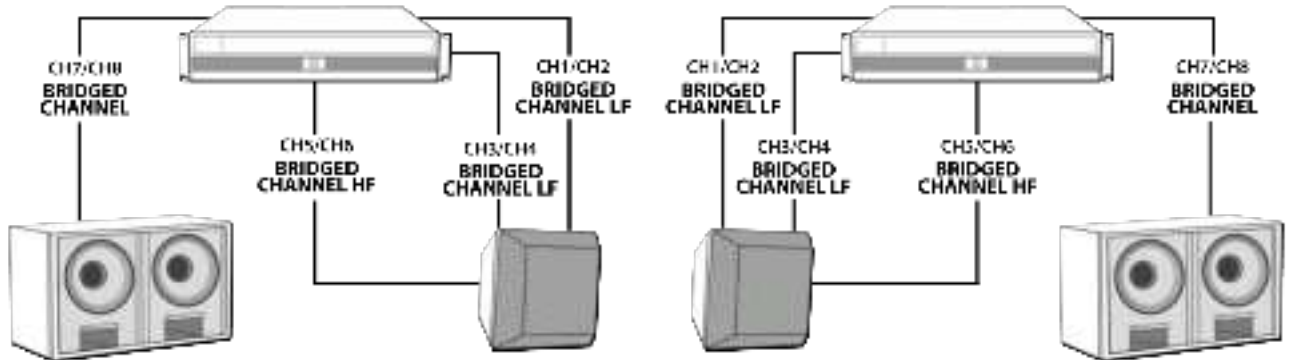 CH7/CH8
BRIDGED
CHANNEL
CH5/CH6
BRIDGED
CHANNEL HF
CH3/CH4
BRIDGED
CHANNEL LF
CH1/CH2
BRIDGED
CHANNEL LF
CH1/CH2
BRIDGED
CHANNEL LF
CH3/CH4
BRIDGED
CHANNEL LF
CH5/CH6
BRIDGED
CHANNEL HF
CH7/CH8
BRIDGED
CHANNEL